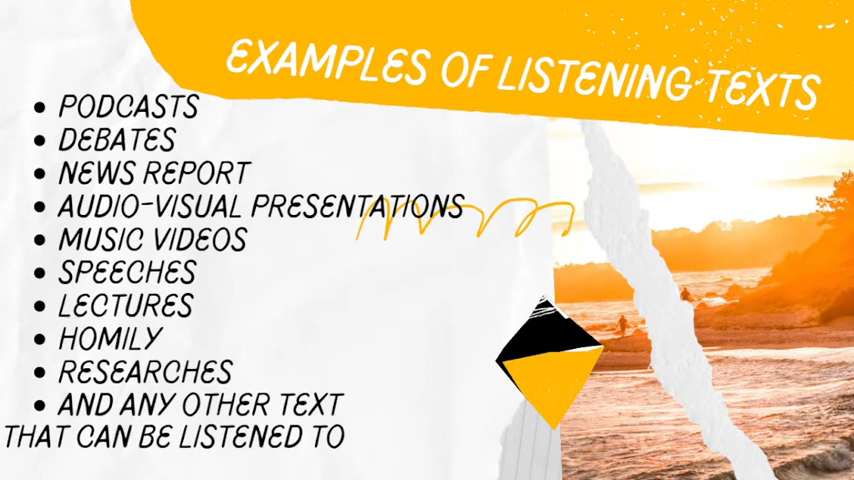 EXAMPLES OF LISTENING TEXTS
• PODCASTS
• DEBATES
• NEWS REPORT
• AUDIO-VISUAL PRESENTATIONS
• MUSIC VIDEOS
• SPEECHES
• LECTURES
• HOMILY
• RESEARCHES
• AND ANY OTHER TEXT
THAT CAN BE LISTENED TO